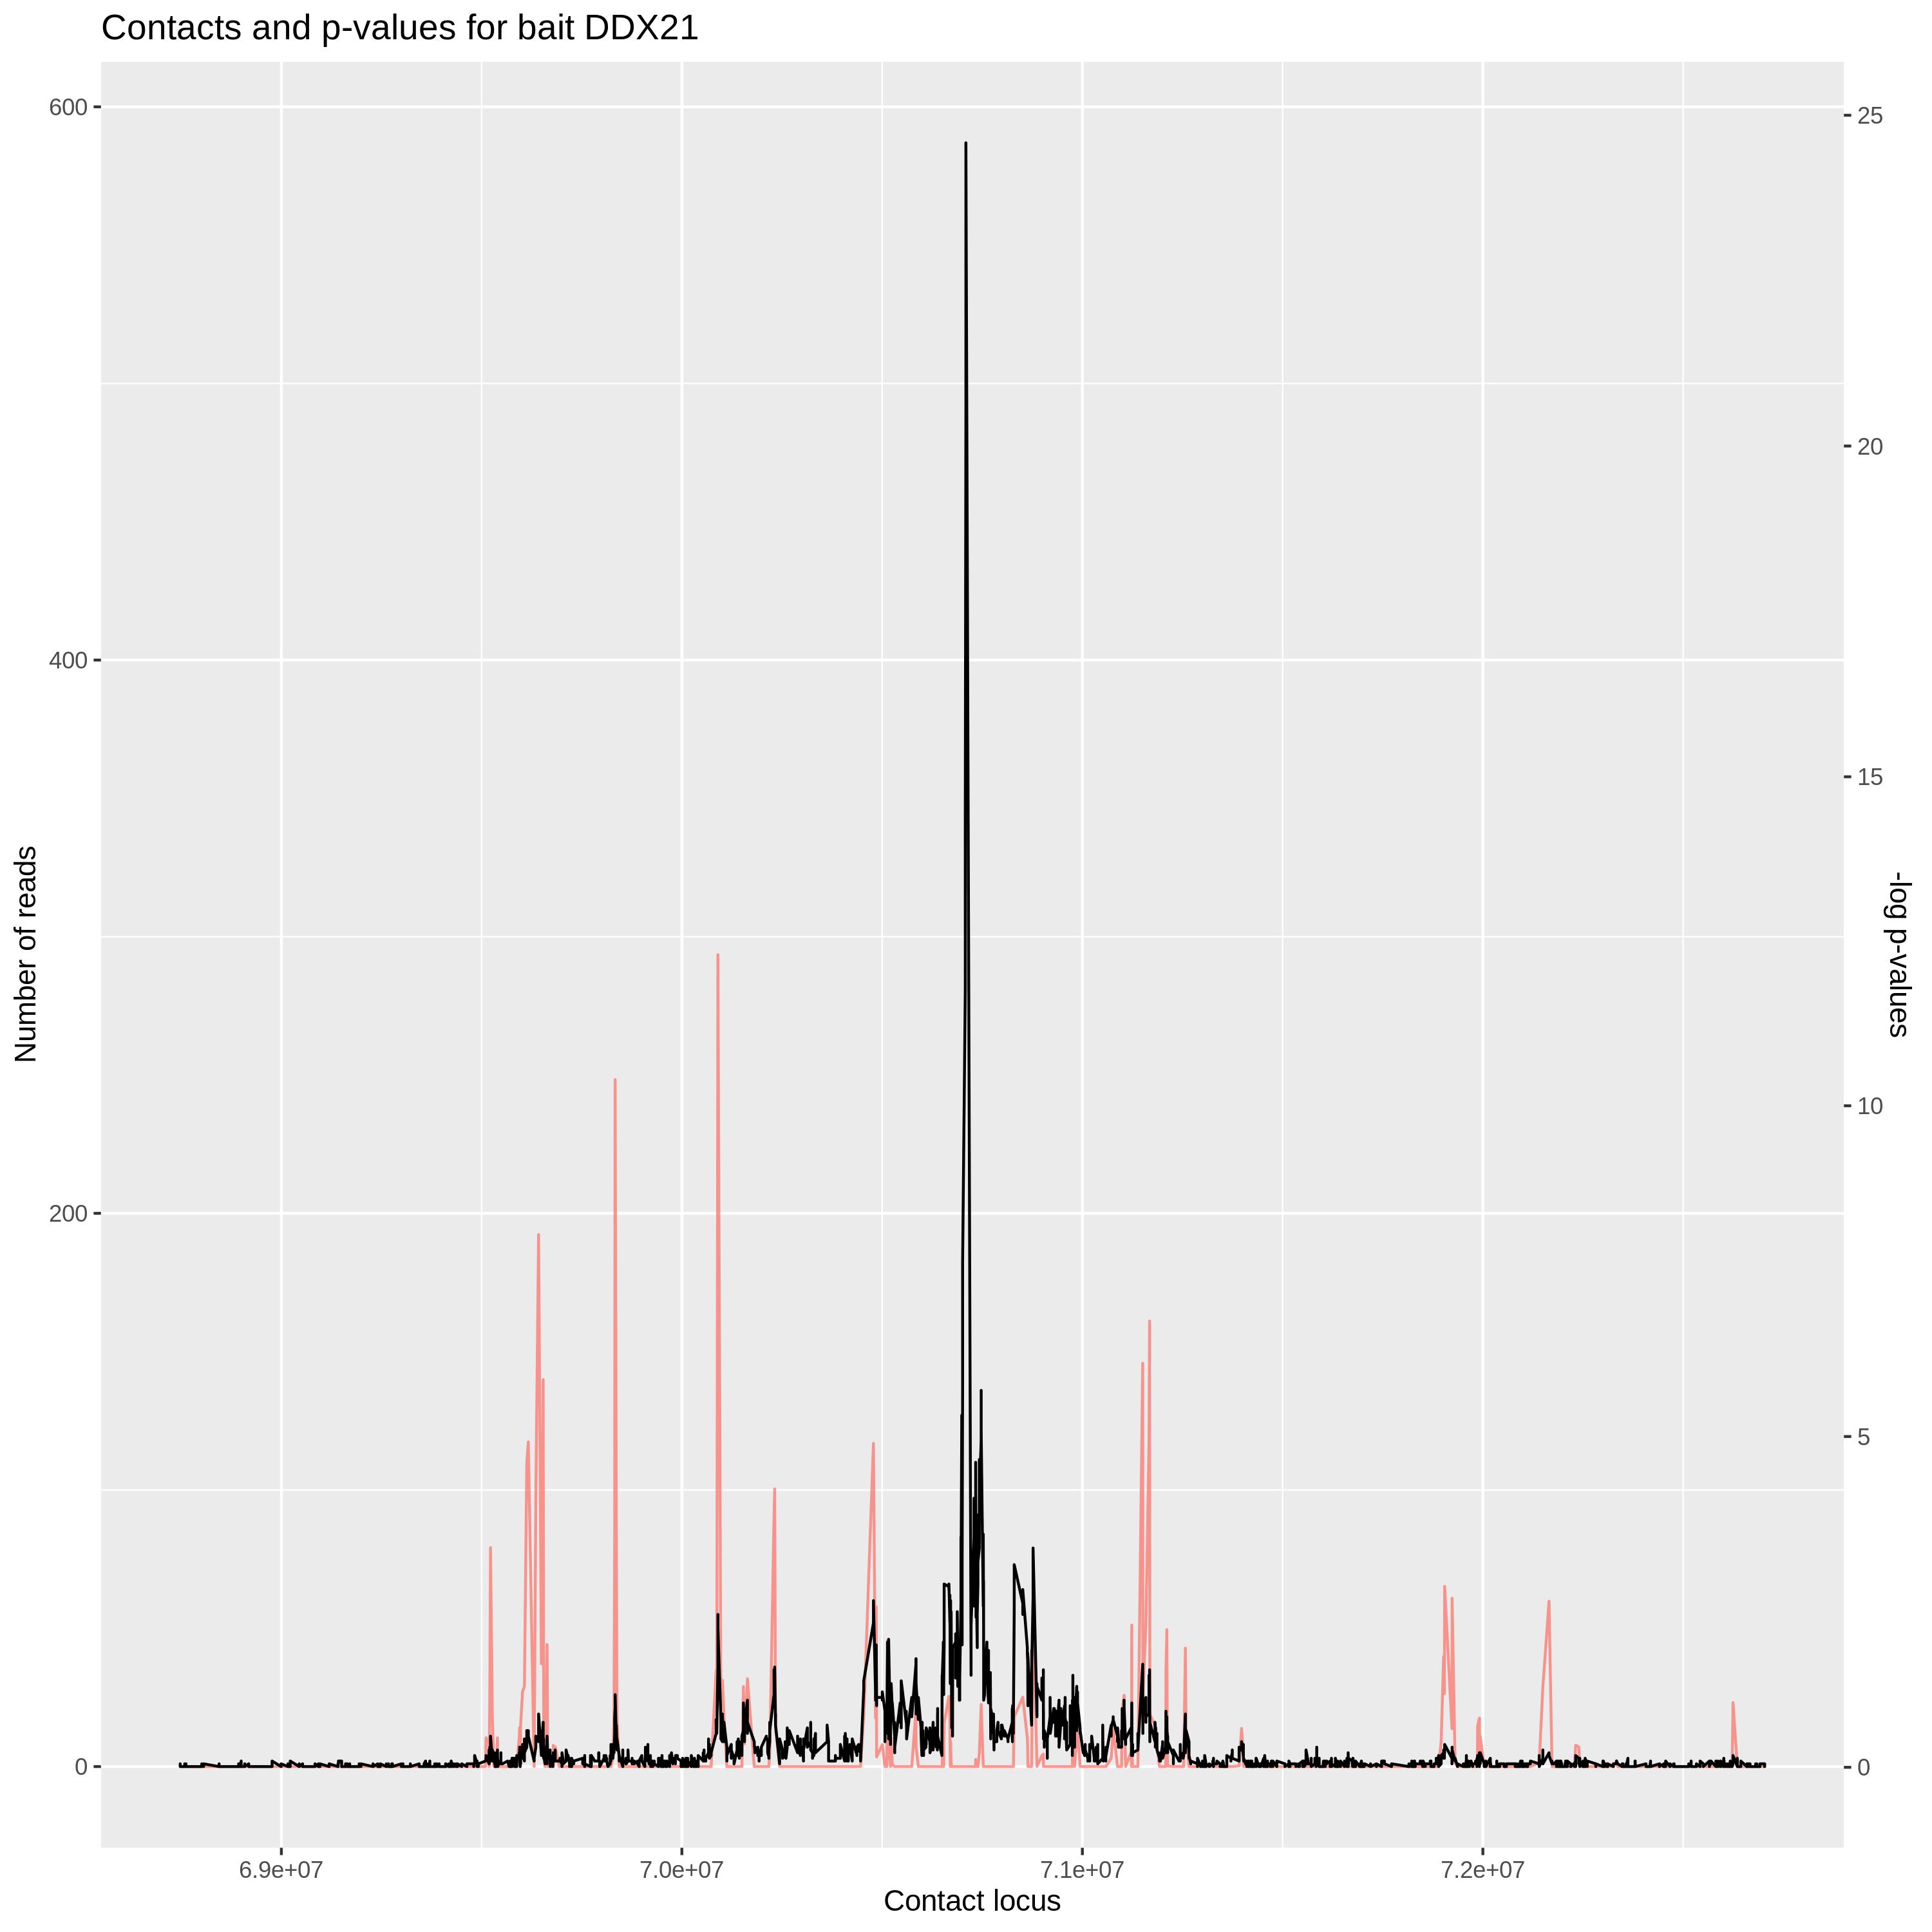 Contacts and p-values for bait DDX21
600
400
200
0
Number of reads
25
20
15
10
5
0
-log p-values
6.9e+07 7.0e+07 7.1e+07 7.2e+07
Contact locus